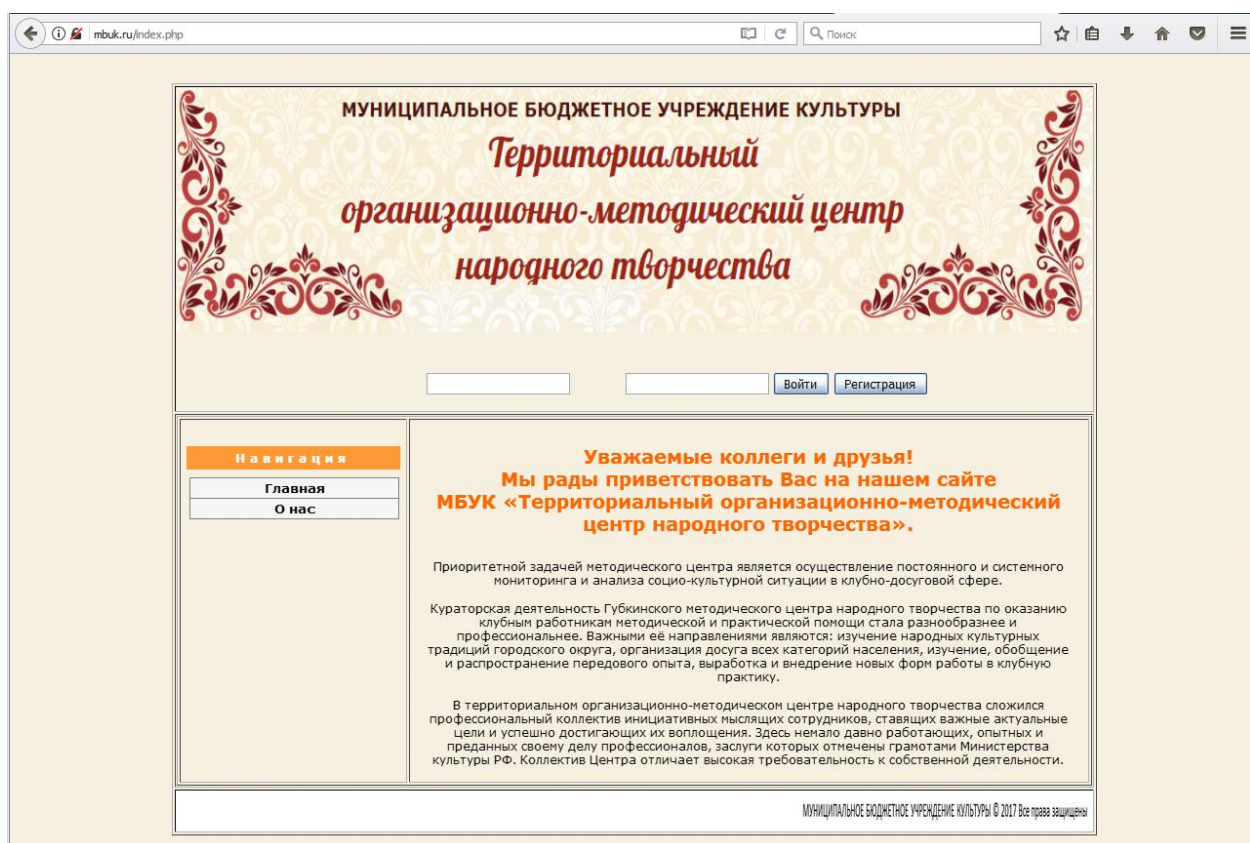 mbuk.ru/index.php
Поиск
МУНИЦИПАЛЬНОЕ БЮДЖЕТНОЕ УЧРЕЖДЕНИЕ КУЛЬТУРЫ
Территориальный
организационно-методический центр
народного творчества
Войти Регистрация
Навигация
Главная
О нас
Уважаемые коллеги и друзья!
Мы рады приветствовать Вас на нашем сайте
МБУК «Территориальный организационно-методический
центр народного творчества».
Приоритетной задачей методического центра является осуществление постоянного и системного
мониторинга и анализа социо-культурной ситуации в клубно-досуговой сфере.
Кураторская деятельность Губкинского методического центра народного творчества по оказанию
клубным работникам методической и практической помощи стала разнообразнее и
профессиональнее. Важными её направлениями являются: изучение народных культурных
традиций городского округа, организация досуга всех категорий населения, изучение, обобщение
и распространение передового опыта, выработка и внедрение новых форм работы в клубную
практику.
В территориальном организационно-методическом центре народного творчества сложился
профессиональный коллектив инициативных мыслящих сотрудников, ставящих важные актуальные
цели и успешно достигающих их воплощения. Здесь немало давно работающих, опытных и
преданных своему делу профессионалов, заслуги которых отмечены грамотами Министерства
культуры РФ. Коллектив Центра отличает высокая требовательность к собственной деятельности.
МУНИЦИПАЛЬНОЕ БЮДЖЕТНОЕ УЧРЕЖДЕНИЕ КУЛЬТУРЫ © 2017 Все права защищены